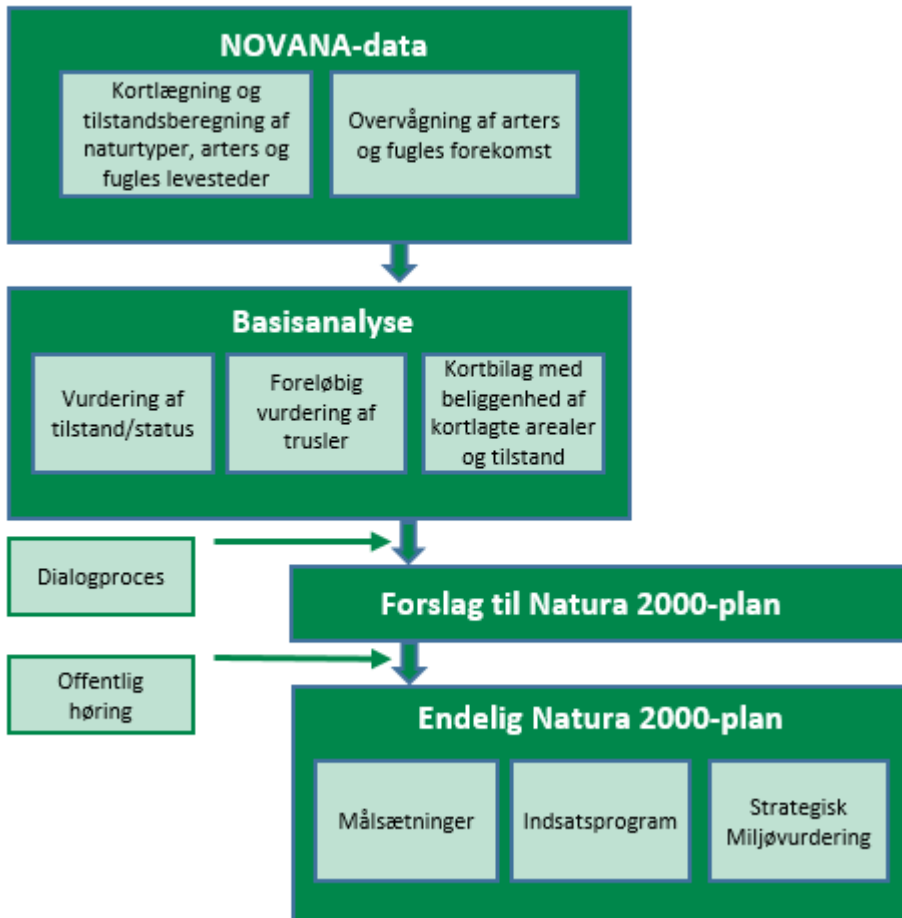 NOVANA-data
Kortlægning og
tilstandsberegning af
naturtyper, arters og
fugles levesteder
Overvågning af arters
og fugles forekomst
Basisanalyse
Vurdering af
tilstand/status
Foreløbig
vurdering af
trusler
Kortbilag med
beliggenhed af
kortlagte arealer
og tilstand
Dialogproces
Forslag til Natura 2000-plan
Offentlig
høring
Endelig Natura 2000-plan
Målsætninger
Indsatsprogram
Strategisk
Miljøvurdering